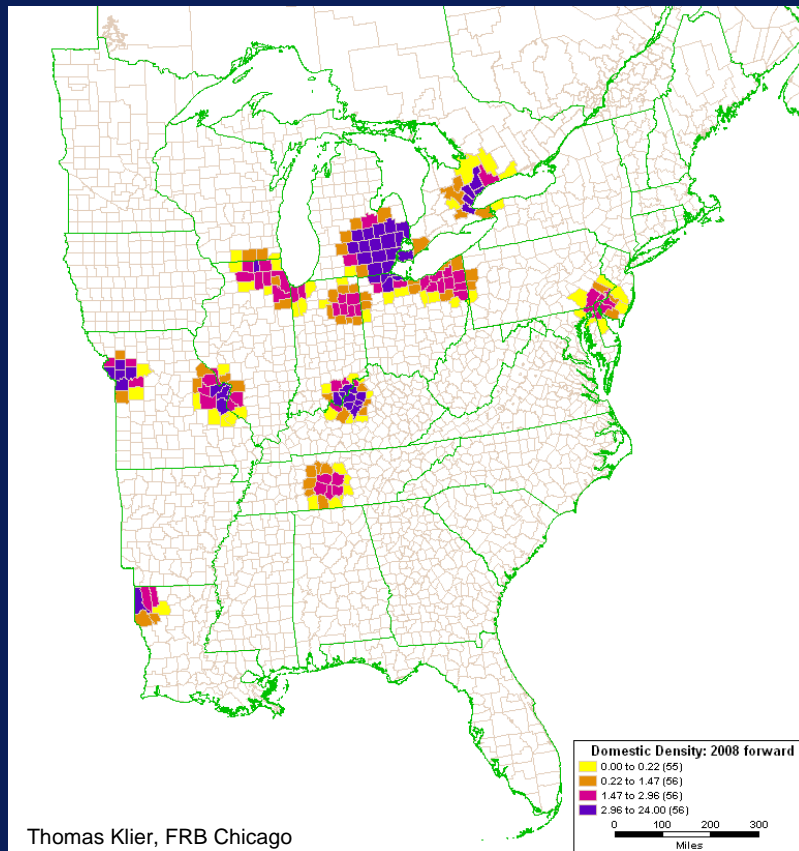 Domestic Density: 2008 forward
0.00 to 0.22 (55)
0.22 to 1.47 (56)
1.47 to 2.96 (56)
2.96 to 24.00 (56)
0 100 200 300
Miles
Thomas Klier, FRB Chicago